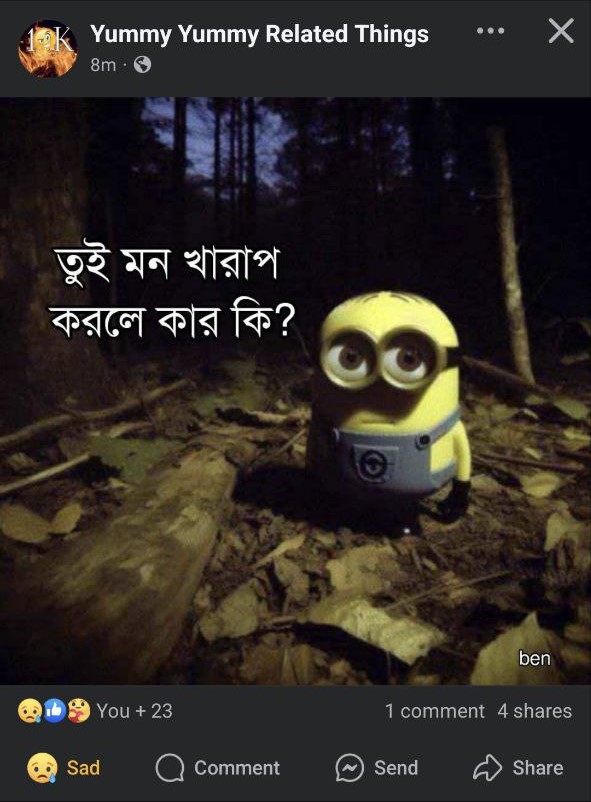 Yummy Yummy Related Things
8m
তুই মন খারাপ
করলে কার কি?
ben
You + 23
1 comment 4 shares
Sad
Comment
Send
Share